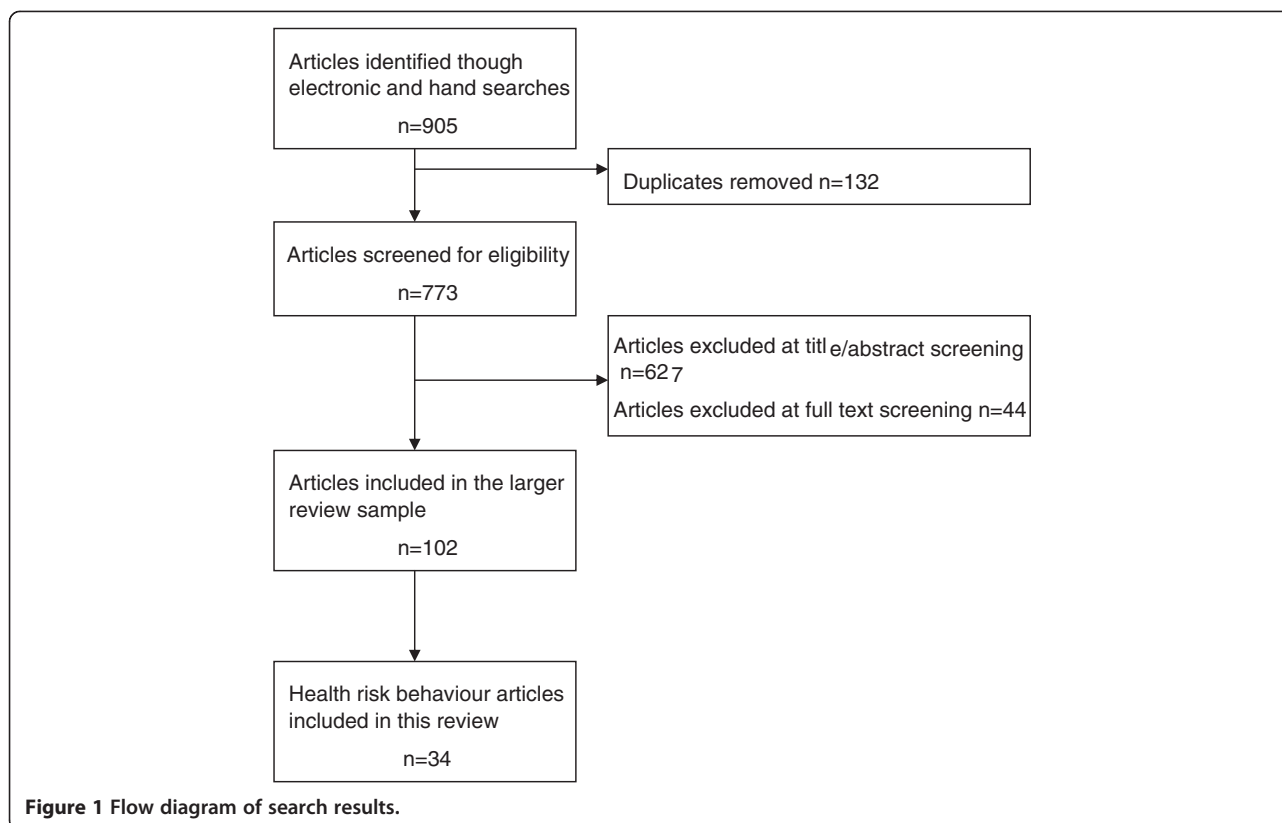 Articles identified though
electronic and hand searches
n=905
Duplicates removed n=132
Articles screened for eligibility
n=773
Articles excluded at title/abstract screening
n=627
Articles excluded at full text screening n=44
Articles included in the larger
review sample
n=102
Health risk behaviour articles
included in this review
n=34
Figure 1 Flow diagram of search results.